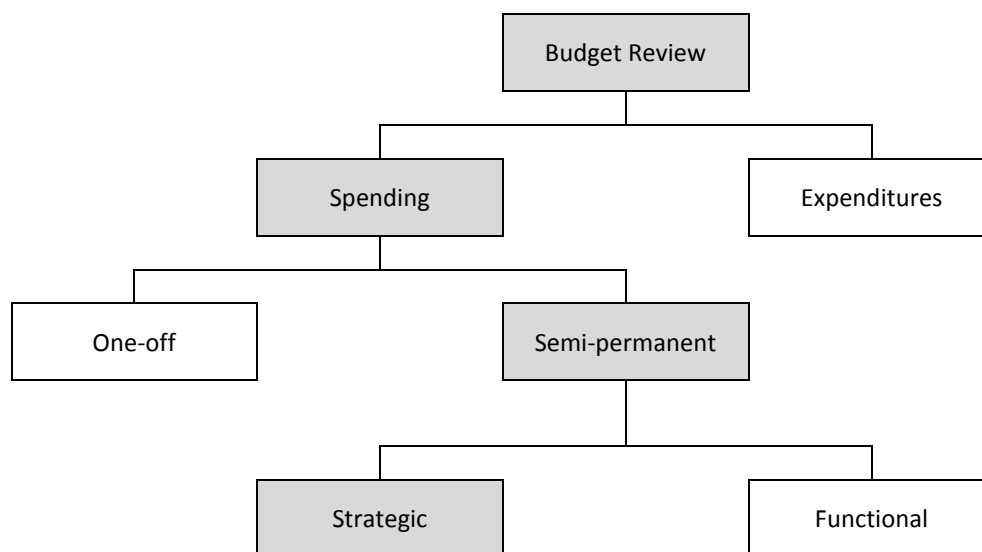 Budget Review
Spending
Expenditures
One-off
Semi-permanent
Strategic
Functional